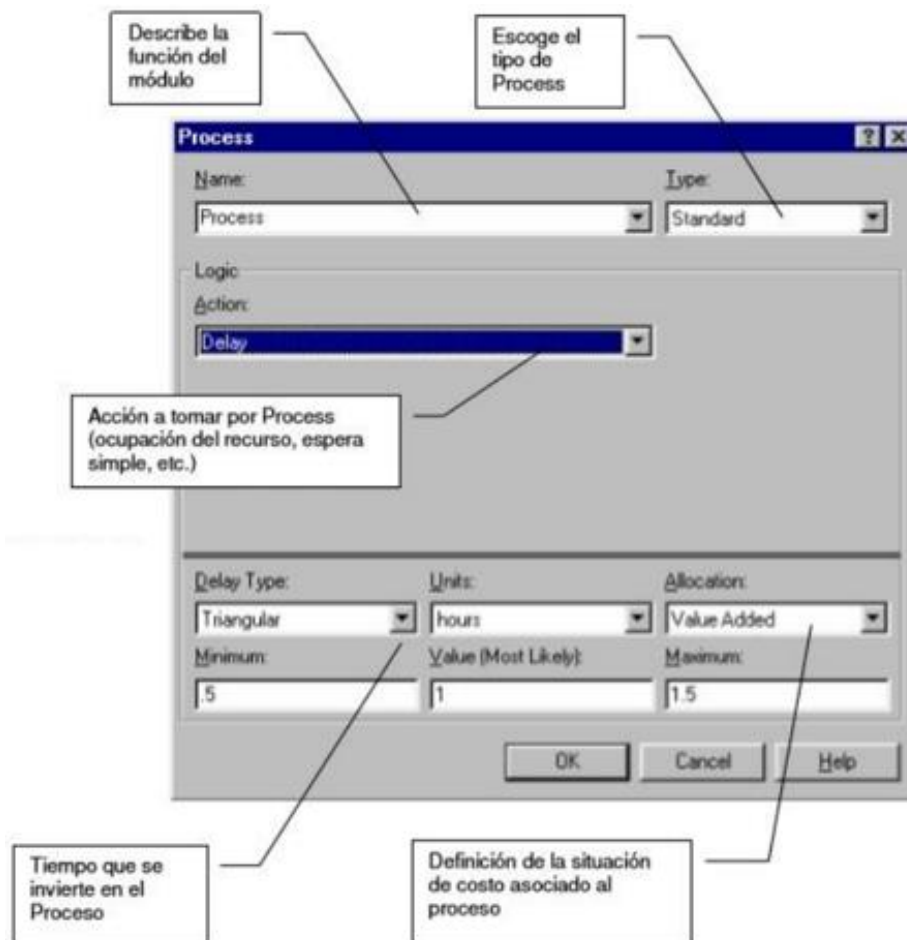 Describe la
función del
módulo
Escoge el
tipo de
Process
Process
Name:
Type:
Process
Standard
Logic
Action:
Delay
Acción a tomar por Process
(ocupación del recurso, espera
simple, etc.)
Delay Type:
Units:
Allocation:
Triangular
hours
Value Added
Minimum:
Value (Most Likely):
Maximum:
.5
1
1.5
OK
Cancel
Help
Tiempo que se
invierte en el
Proceso
Definición de la situación
de costo asociado al
proceso